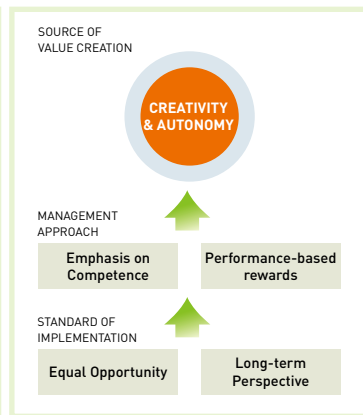 SOURCE OF
VALUE CREATION
CREATIVITY
& AUTONOMY
MANAGEMENT
APPROACH
Emphasis on
Competence
Performance-based
rewards
STANDARD OF
IMPLEMENTATION
Equal Opportunity
Long-term
Perspective